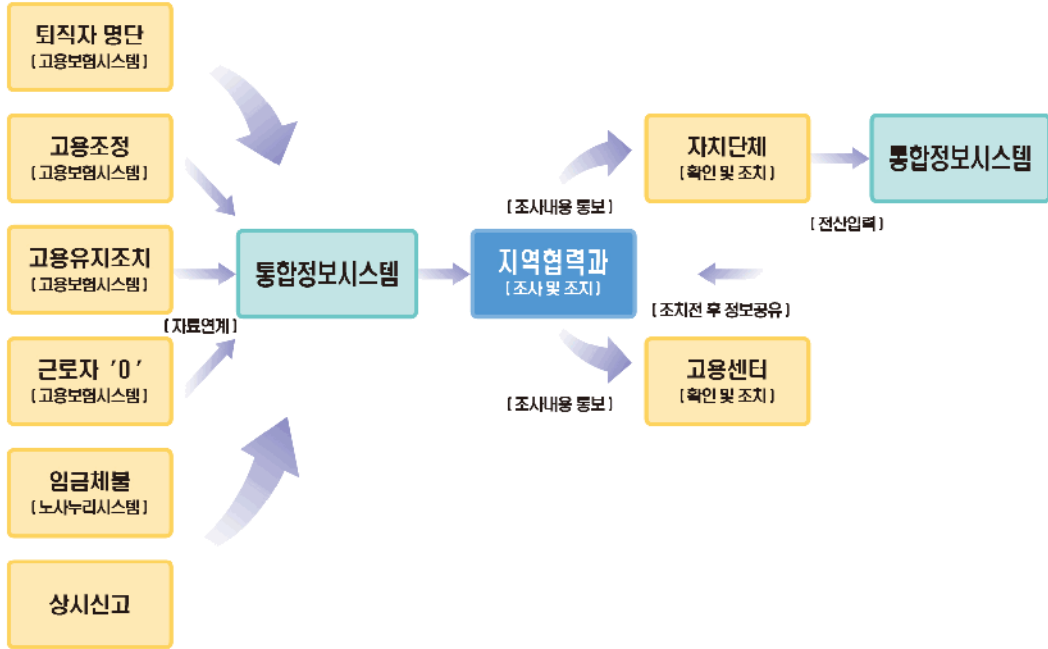 퇴직자 명단
[고용보험시스템]
고용조정
[고용보험시스템]
고용유지조치
[고용보험시스템]
근로자 '0'
[고용보험시스템]
임금체불
[노사누리시스템]
상시신고
[자료연계]
통합정보시스템
지역협력과
[조사 및 조치]
[조사내용 통보]
[조사내용 통보]
자치단체
[확인 및 조치]
[전산입력]
통합정보시스템
[조치전 후 정보공유]
고용센터
[확인 및 조치]